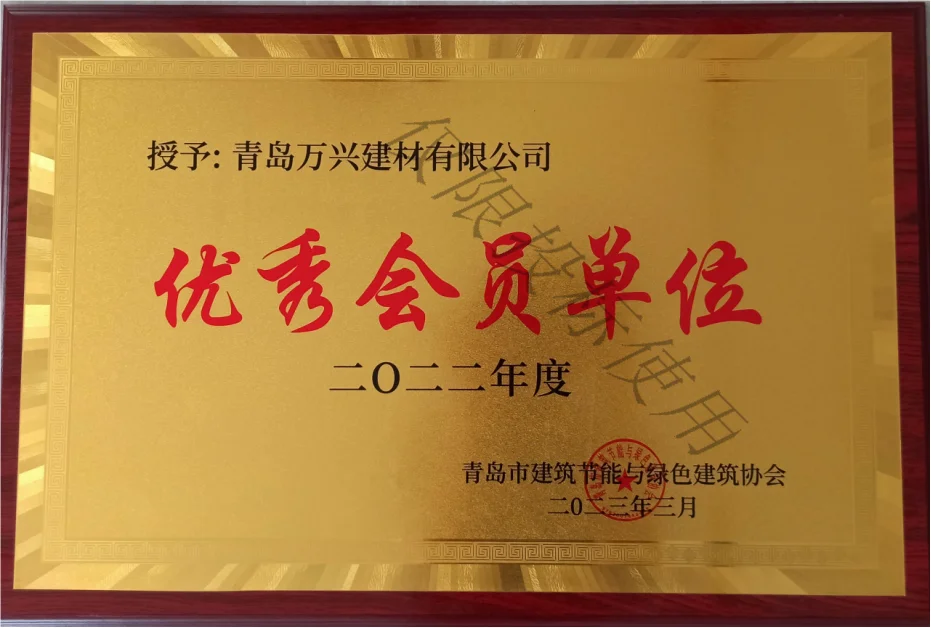 授予: 青岛万兴建材有限公司
优秀会员单位
二O二二年度
青岛市建筑节能与绿色建筑协会
二O二三年三月
仅限投标使用